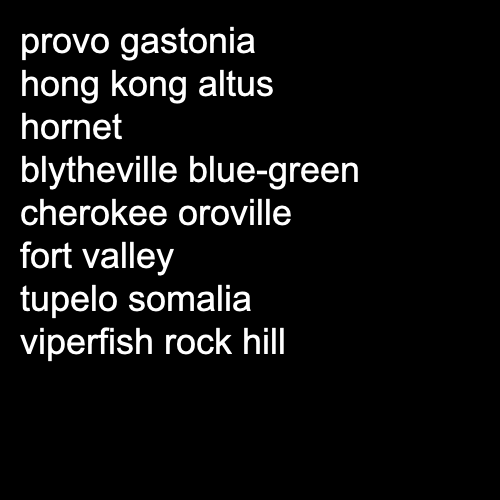 provo gastonia
hong kong altus
hornet
blytheville blue-green
cherokee oroville
fort valley
tupelo somalia
viperfish rock hill